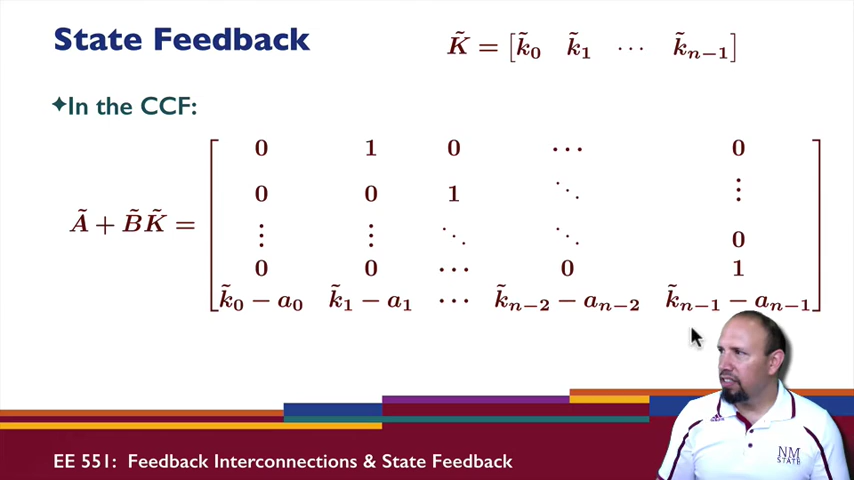 State Feedback
K̃ = [k̃₀ k̃₁ ⋯ k̃ₙ₋₁]
✦In the CCF:
Ã + B̃K̃ =
0 1 0 ⋯ 0
0 0 1 ⋱ ⋮
⋮ ⋮ ⋱ ⋱ 0
0 0 ⋯ 0 1
k̃₀ − a₀ k̃₁ − a₁ ⋯ k̃ₙ₋₂ − aₙ₋₂ k̃ₙ₋₁ − aₙ₋₁
NM
STATE
EE 551: Feedback Interconnections & State Feedback